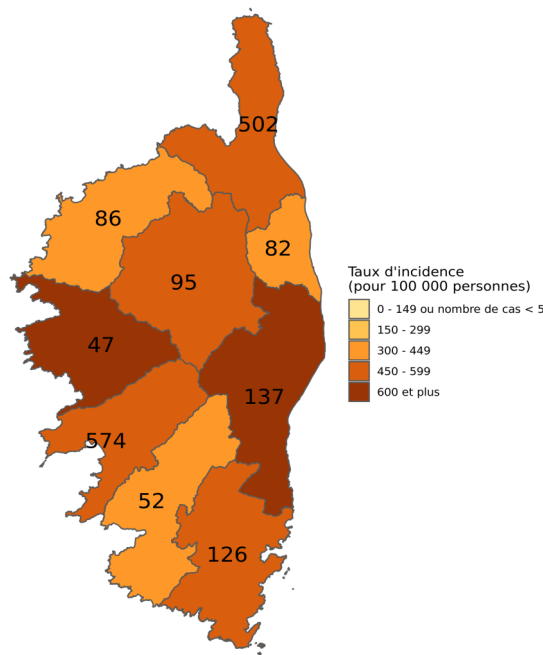 502
86
82
95
47
137
574
52
126
Taux d'incidence
(pour 100 000 personnes)
0 - 149 ou nombre de cas < 5
150 - 299
300 - 449
450 - 599
600 et plus